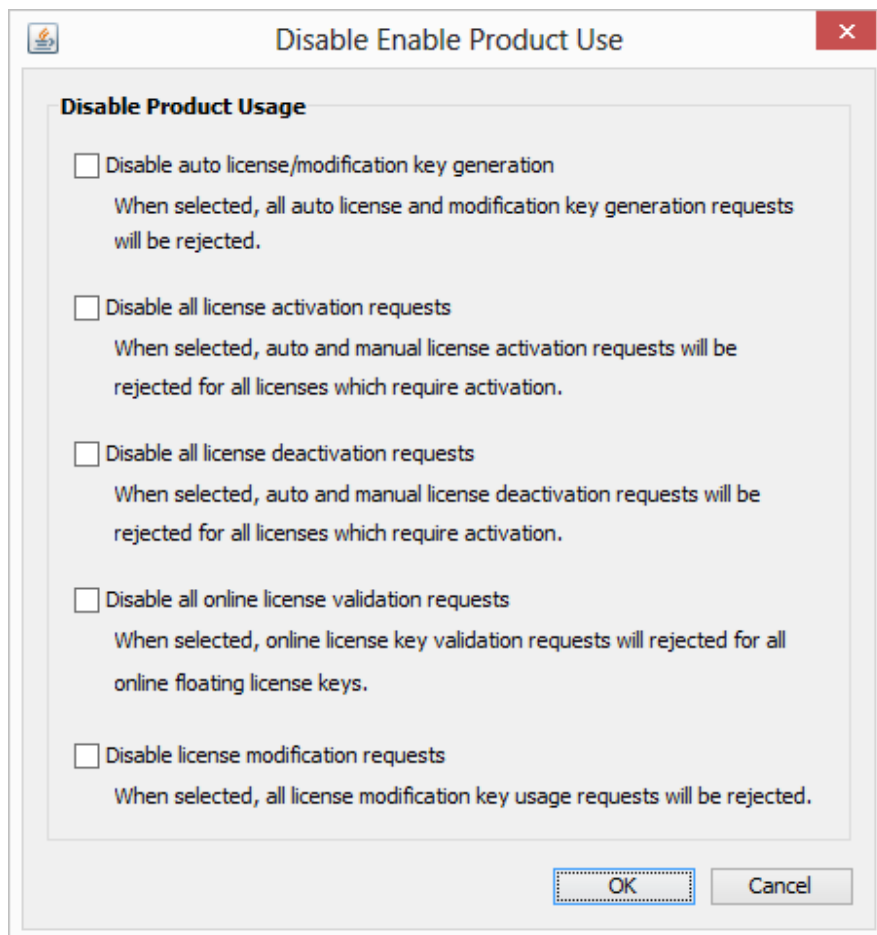 Disable Enable Product Use
Disable Product Usage
Disable auto license/modification key generation
When selected, all auto license and modification key generation requests
will be rejected.
Disable all license activation requests
When selected, auto and manual license activation requests will be
rejected for all licenses which require activation.
Disable all license deactivation requests
When selected, auto and manual license deactivation requests will be
rejected for all licenses which require activation.
Disable all online license validation requests
When selected, online license key validation requests will rejected for all
online floating license keys.
Disable license modification requests
When selected, all license modification key usage requests will be rejected.
OK
Cancel